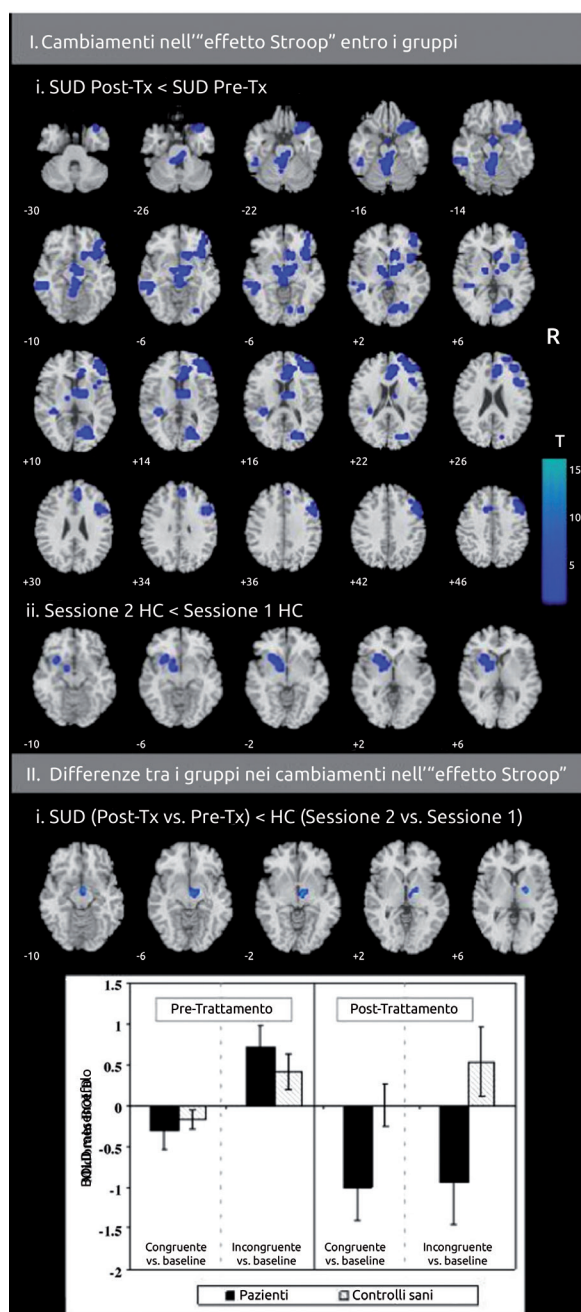 I. Cambiamenti nell'“effetto Stroop” entro i gruppi
i. SUD Post-Tx < SUD Pre-Tx
-30 -26 -22 -16 -14
-10 -6 -6 +2 +6
R
+10 +14 +16 +22 +26
T
15
10
5
+30 +34 +36 +42 +46
ii. Sessione 2 HC < Sessione 1 HC
-10 -6 -2 +2 +6
II. Differenze tra i gruppi nei cambiamenti nell'“effetto Stroop”
i. SUD (Post-Tx vs. Pre-Tx) < HC (Sessione 2 vs. Sessione 1)
-10 -6 -2 +2 +6
1.5
1
0.5
0
-0.5
-1
-1.5
-2
Pre-Trattamento Post-Trattamento
Congruente vs. baseline
Incongruente vs. baseline
Congruente vs. baseline
Incongruente vs. baseline
Pazienti Controlli sani